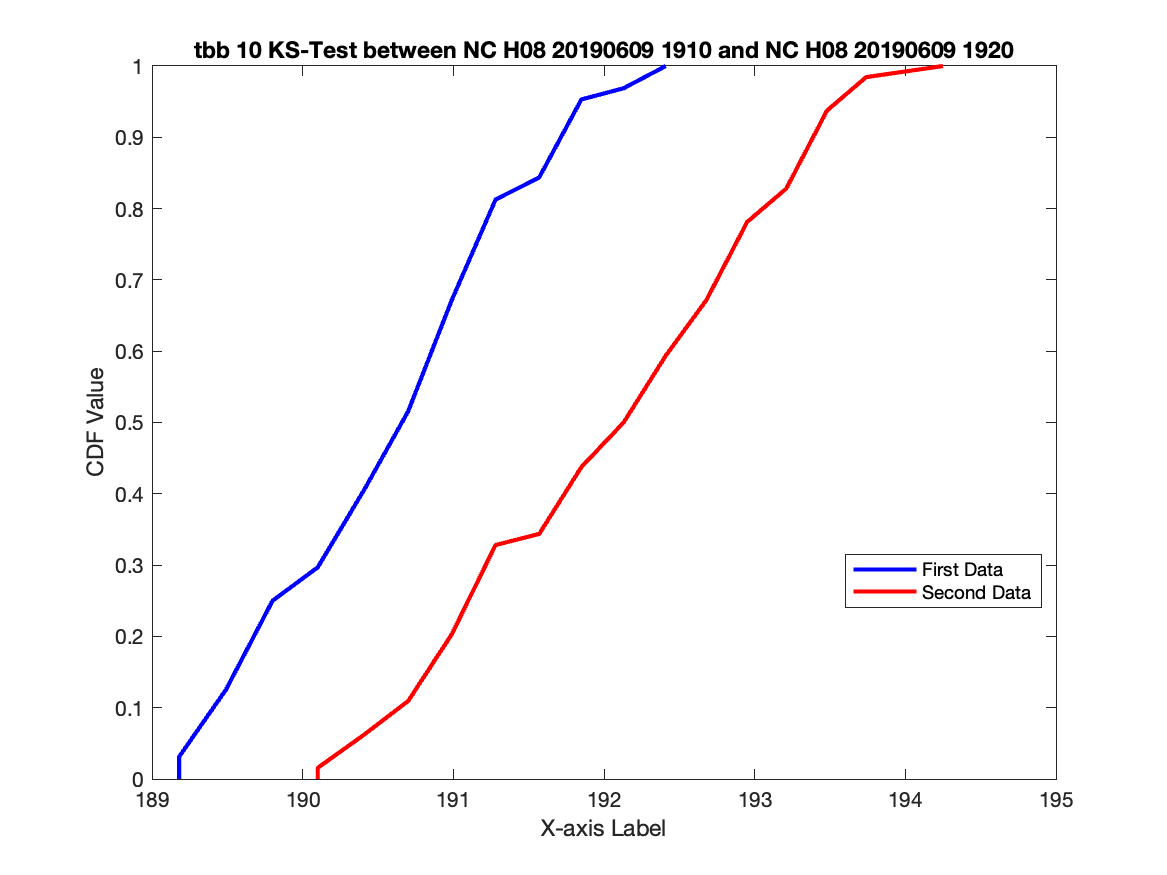 tbb 10 KS-Test between NC H08 20190609 1910 and NC H08 20190609 1920
1
0.9
0.8
0.7
0.6
0.5
0.4
0.3
0.2
0.1
0
CDF Value
First Data
Second Data
189 190 191 192 193 194 195
X-axis Label